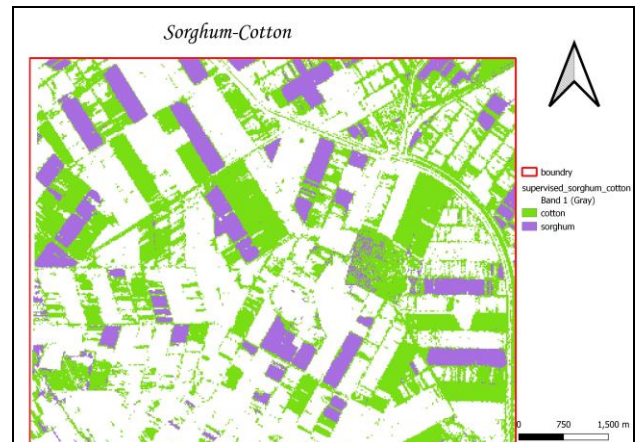 Sorghum-Cotton
boundry
supervised_sorghum_cotton
Band 1 (Gray)
cotton
sorghum
0 750 1,500 m